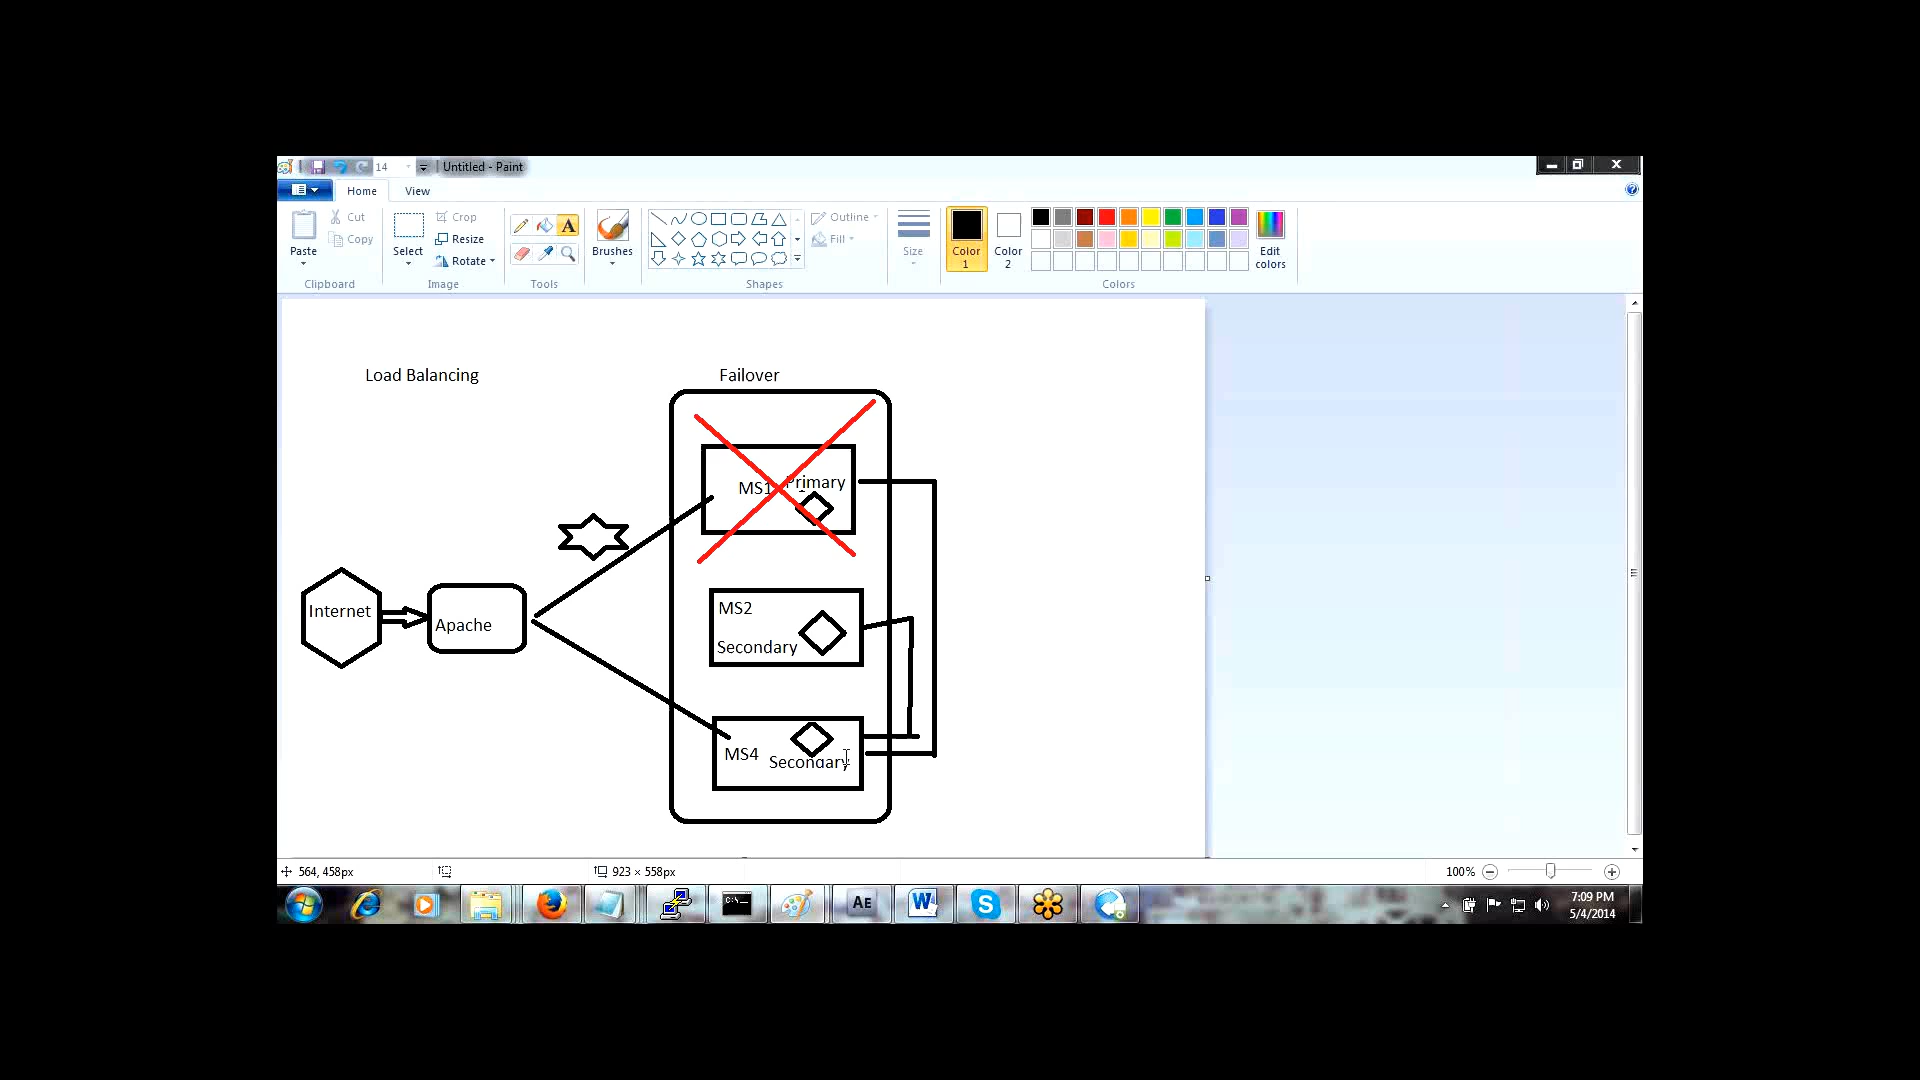 14
Untitled - Paint
Home
View
Paste
Cut
Copy
Clipboard
Select
Crop
Resize
Rotate
Image
A
Tools
Brushes
Shapes
Outline
Fill
Size
Color 1
Color 2
Edit colors
Colors
Load Balancing
Failover
MS1
Primary
Internet
Apache
MS2
Secondary
MS4
Secondary
564, 458px
923 × 558px
100%
C:\_
AE
W
S
7:09 PM
5/4/2014